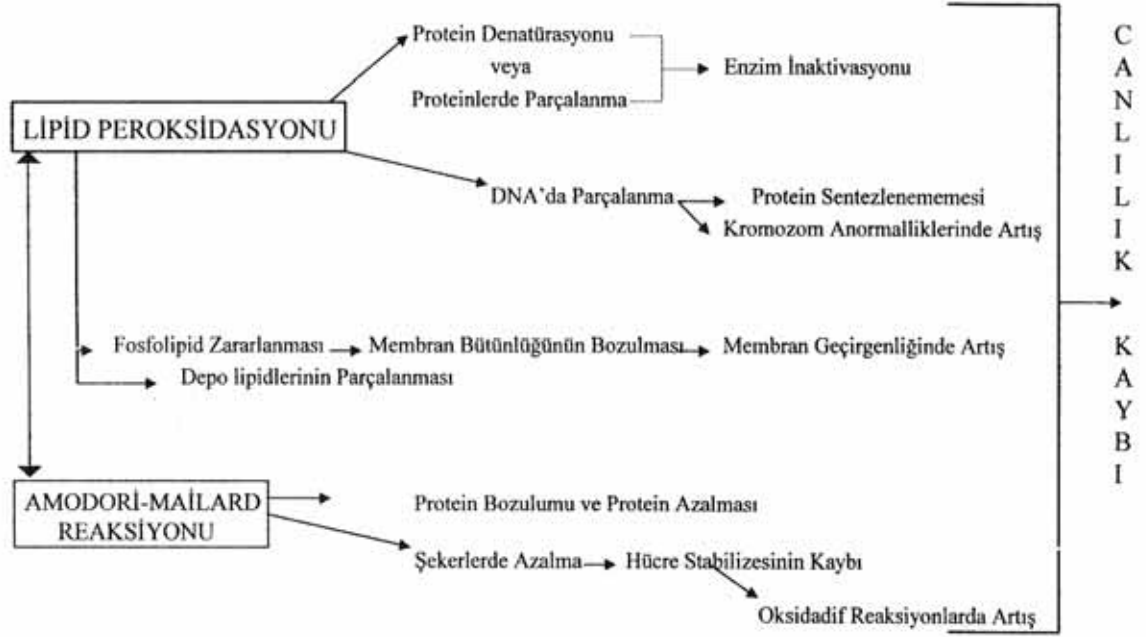 Protein Denatürasyonu
veya
Proteinlerde Parçalanma
Enzim İnaktivasyonu
LİPİD PEROKSİDASYONU
DNA'da Parçalanma
Protein Sentezlenememesi
Kromozom Anormalliklerinde Artış
Fosfolipid Zararlanması
Membran Bütünlüğünün Bozulması
Membran Geçirgenliğinde Artış
Depo lipidlerinin Parçalanması
AMODORİ-MAİLARD
REAKSİYONU
Protein Bozulumu ve Protein Azalması
Şekerlerde Azalma
Hücre Stabilizesinin Kaybı
Oksidadif Reaksiyonlarda Artış
CANLILIK KAYBI